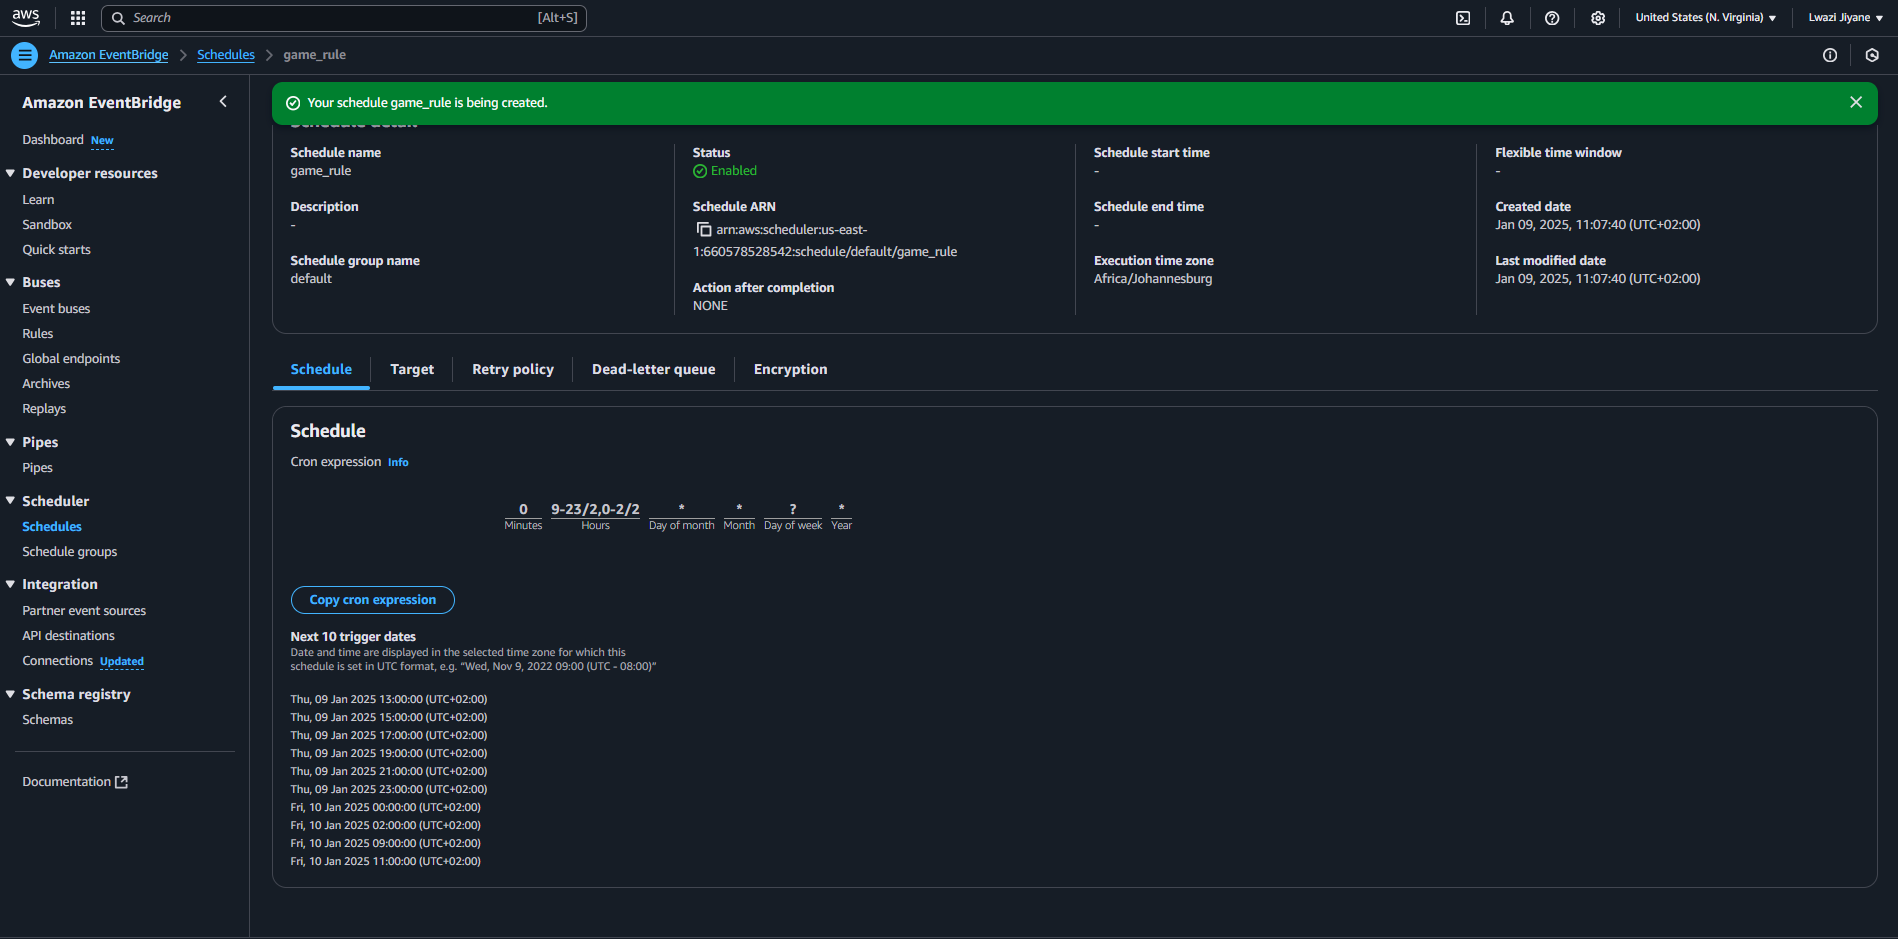 aws
Search
[Alt+S]
United States (N. Virginia)
Lwazi Jiyane
Amazon EventBridge
Schedules
game_rule
Amazon EventBridge
Dashboard New
Developer resources
Learn
Sandbox
Quick starts
Buses
Event buses
Rules
Global endpoints
Archives
Replays
Pipes
Pipes
Scheduler
Schedules
Schedule groups
Integration
Partner event sources
API destinations
Connections Updated
Schema registry
Schemas
Documentation
Your schedule game_rule is being created.
Schedule detail
Schedule name
game_rule
Description
-
Schedule group name
default
Status
Enabled
Schedule ARN
arn:aws:scheduler:us-east-
1:660578528542:schedule/default/game_rule
Action after completion
NONE
Schedule start time
-
Schedule end time
-
Execution time zone
Africa/Johannesburg
Flexible time window
-
Created date
Jan 09, 2025, 11:07:40 (UTC+02:00)
Last modified date
Jan 09, 2025, 11:07:40 (UTC+02:00)
Schedule
Target
Retry policy
Dead-letter queue
Encryption
Schedule
Cron expression Info
0 9-23/2,0-2/2 * * ? *
Minutes Hours Day of month Month Day of week Year
Copy cron expression
Next 10 trigger dates
Date and time are displayed in the selected time zone for which this
schedule is set in UTC format, e.g. "Wed, Nov 9, 2022 09:00 (UTC - 08:00)"
Thu, 09 Jan 2025 13:00:00 (UTC+02:00)
Thu, 09 Jan 2025 15:00:00 (UTC+02:00)
Thu, 09 Jan 2025 17:00:00 (UTC+02:00)
Thu, 09 Jan 2025 19:00:00 (UTC+02:00)
Thu, 09 Jan 2025 21:00:00 (UTC+02:00)
Thu, 09 Jan 2025 23:00:00 (UTC+02:00)
Fri, 10 Jan 2025 00:00:00 (UTC+02:00)
Fri, 10 Jan 2025 02:00:00 (UTC+02:00)
Fri, 10 Jan 2025 09:00:00 (UTC+02:00)
Fri, 10 Jan 2025 11:00:00 (UTC+02:00)